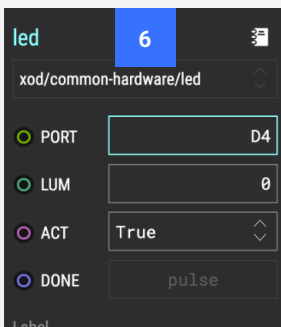 led
6
xod/common-hardware/led
PORT D4
LUM 0
ACT True
DONE pulse
Label